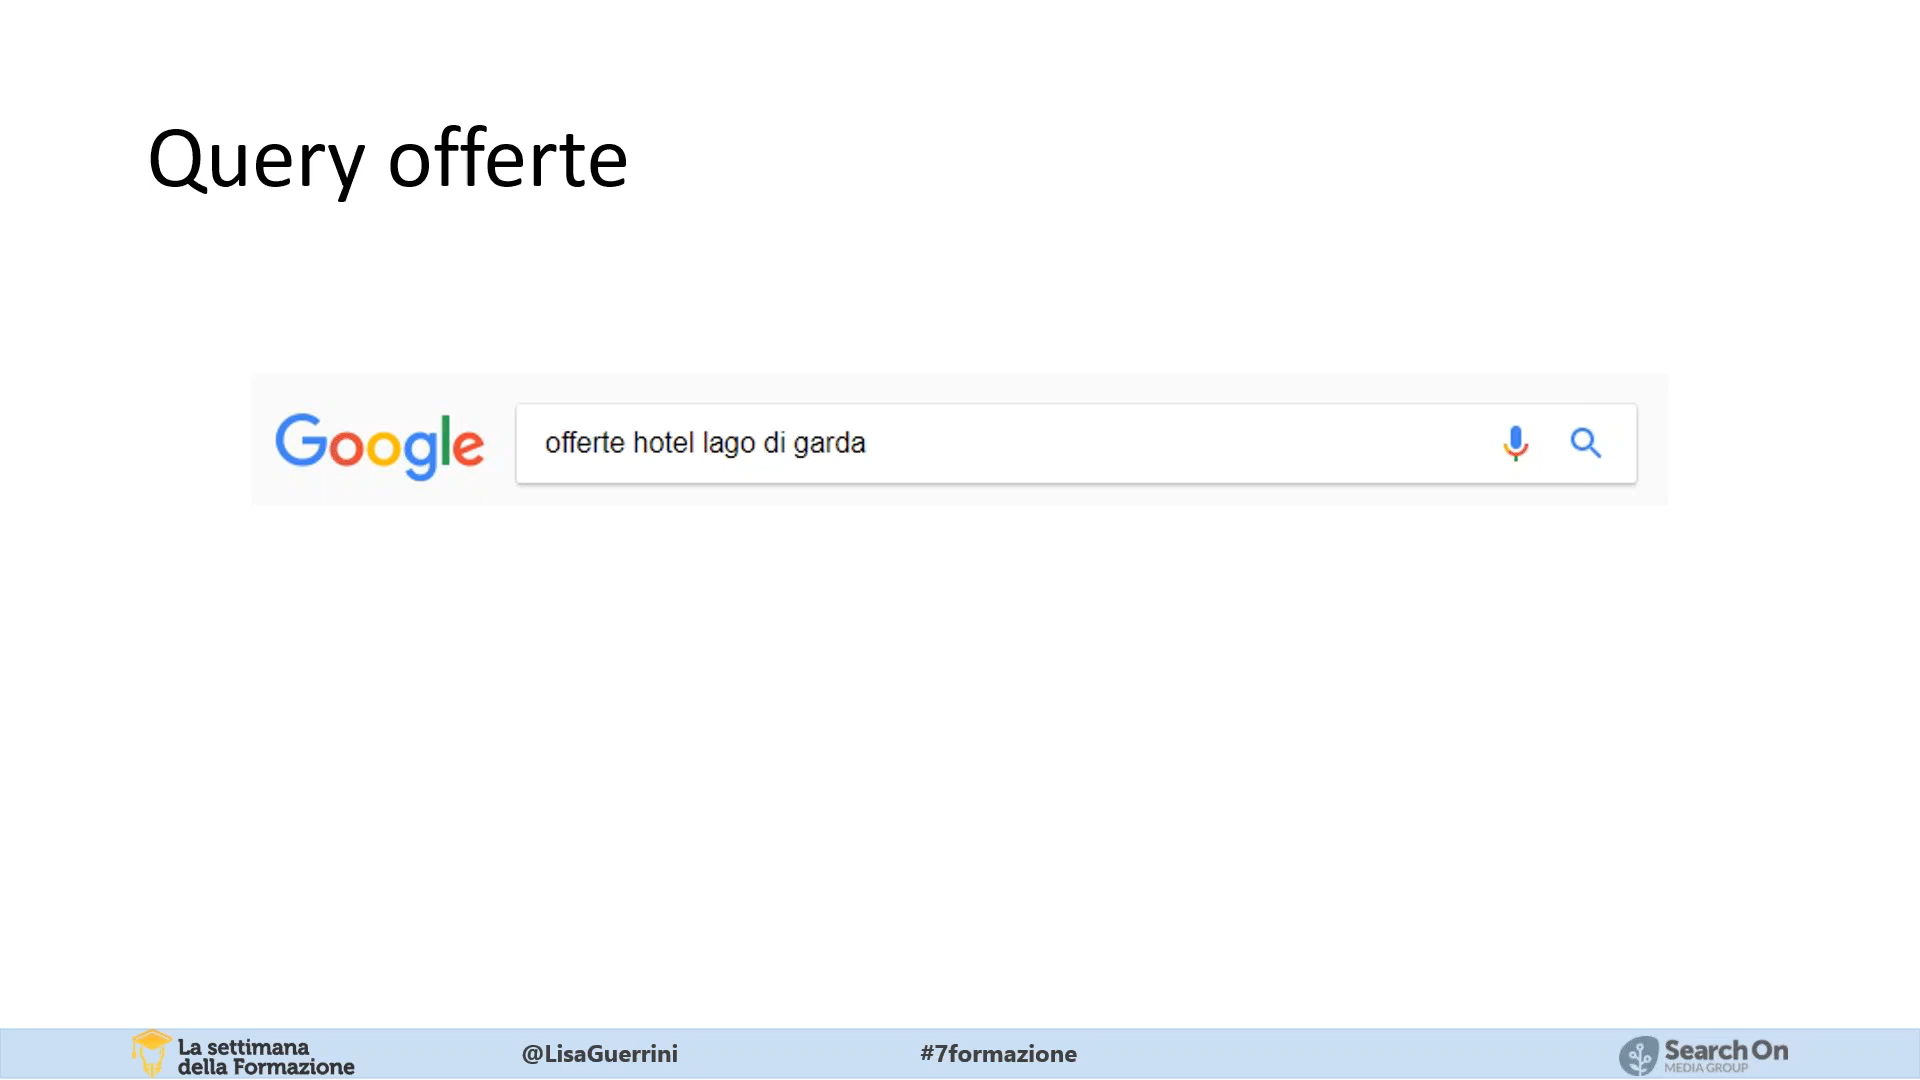 Query offerte
Google
offerte hotel lago di garda
La settimana
della Formazione
@LisaGuerrini
#7formazione
Search On
MEDIA GROUP